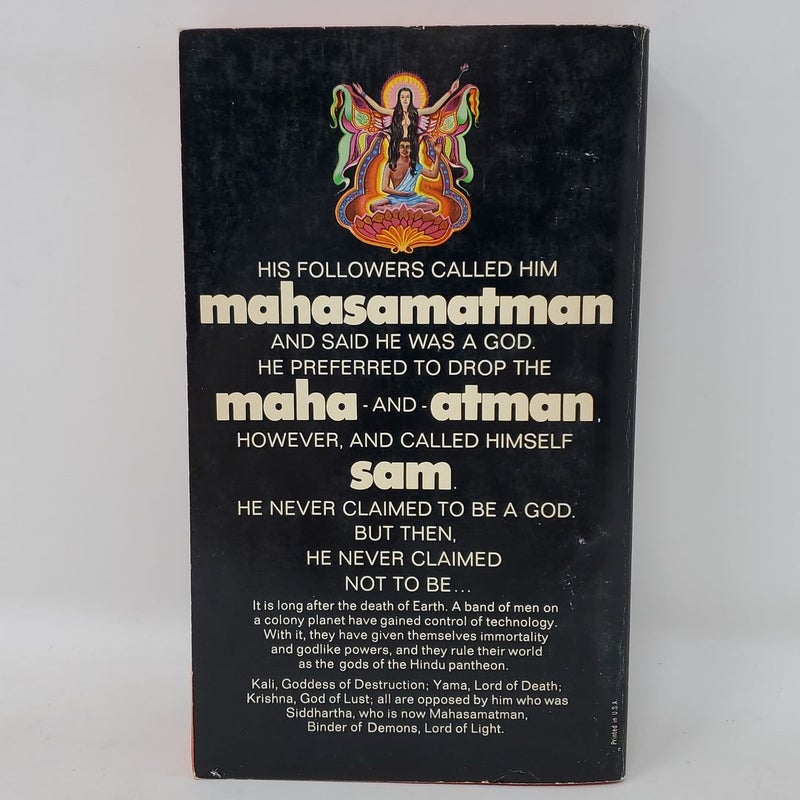 HIS FOLLOWERS CALLED HIM
mahasamatman
AND SAID HE WAS A GOD.
HE PREFERRED TO DROP THE
maha - AND - atman,
HOWEVER, AND CALLED HIMSELF
sam.
HE NEVER CLAIMED TO BE A GOD.
BUT THEN,
HE NEVER CLAIMED
NOT TO BE...
It is long after the death of Earth. A band of men on
a colony planet have gained control of technology.
With it, they have given themselves immortality
and godlike powers, and they rule their world
as the gods of the Hindu pantheon.
Kali, Goddess of Destruction; Yama, Lord of Death;
Krishna, God of Lust; all are opposed by him who was
Siddhartha, who is now Mahasamatman,
Binder of Demons, Lord of Light.
Printed in U.S.A.